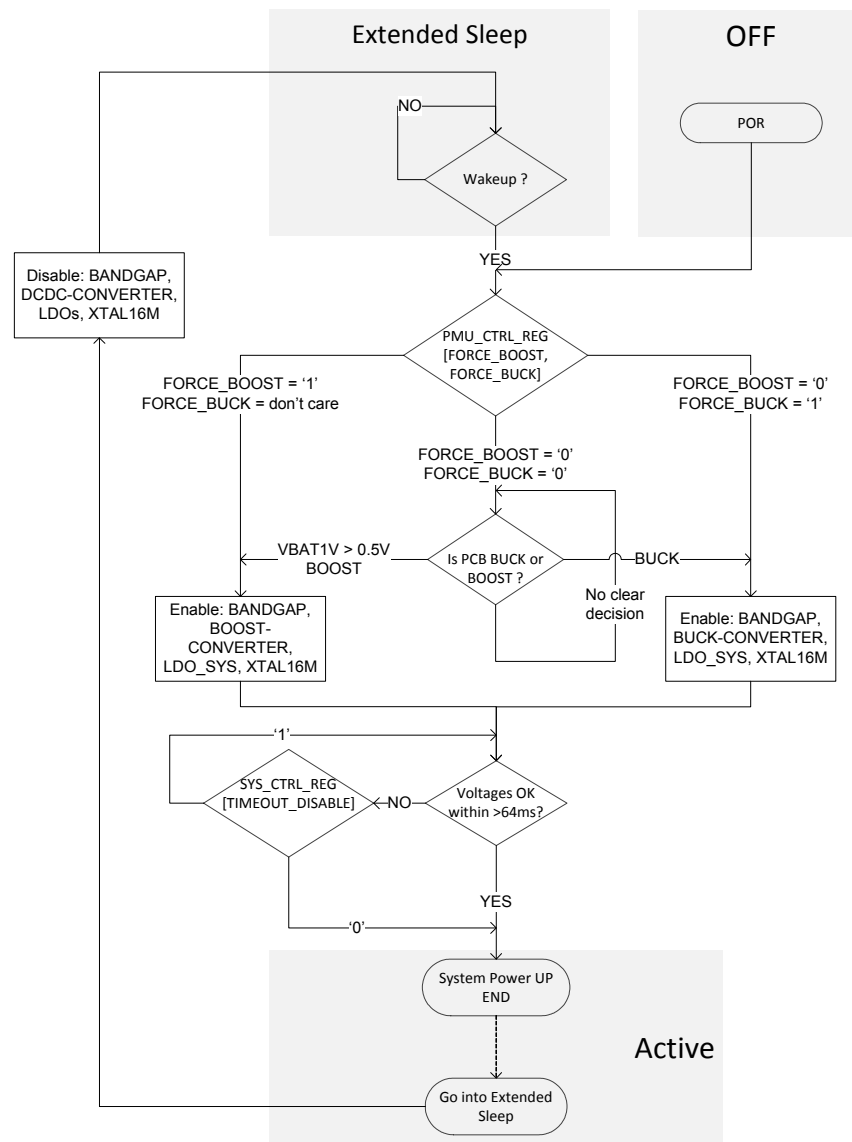 Extended Sleep
OFF
POR
NO
Wakeup ?
YES
Disable: BANDGAP,
DCDC-CONVERTER,
LDOs, XTAL16M
PMU_CTRL_REG
[FORCE_BOOST,
FORCE_BUCK]
FORCE_BOOST = ‘1’
FORCE_BUCK = don’t care
FORCE_BOOST = ‘0’
FORCE_BUCK = ‘1’
FORCE_BOOST = ‘0’
FORCE_BUCK = ‘0’
VBAT1V > 0.5V
BOOST
Is PCB BUCK or
BOOST ?
BUCK
No clear
decision
Enable: BANDGAP,
BOOST-
CONVERTER,
LDO_SYS, XTAL16M
Enable: BANDGAP,
BUCK-CONVERTER,
LDO_SYS, XTAL16M
‘1’
SYS_CTRL_REG
[TIMEOUT_DISABLE]
NO
Voltages OK
within >64ms?
YES
‘0’
System Power UP
END
Active
Go into Extended
Sleep